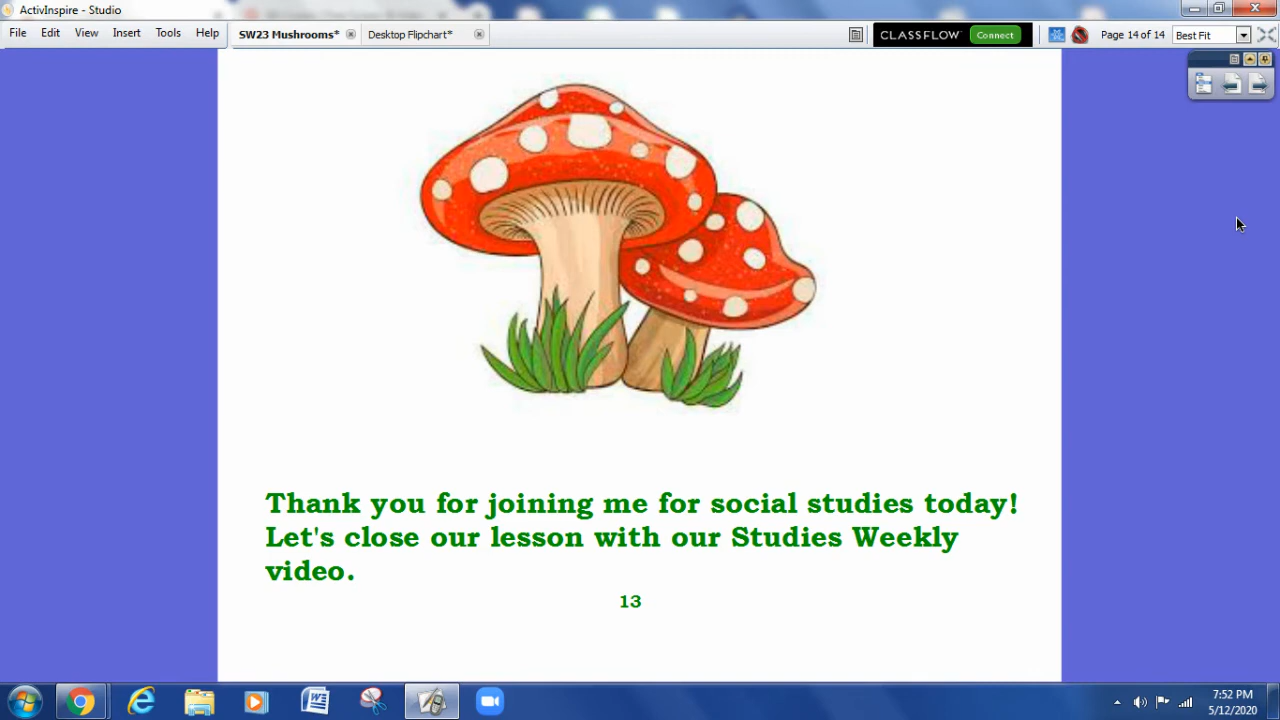 ActivInspire - Studio
File Edit View Insert Tools Help SW23 Mushrooms* Desktop Flipchart* CLASSFLOW Connect Page 14 of 14 Best Fit
Thank you for joining me for social studies today!
Let's close our lesson with our Studies Weekly
video.
13
7:52 PM
5/12/2020